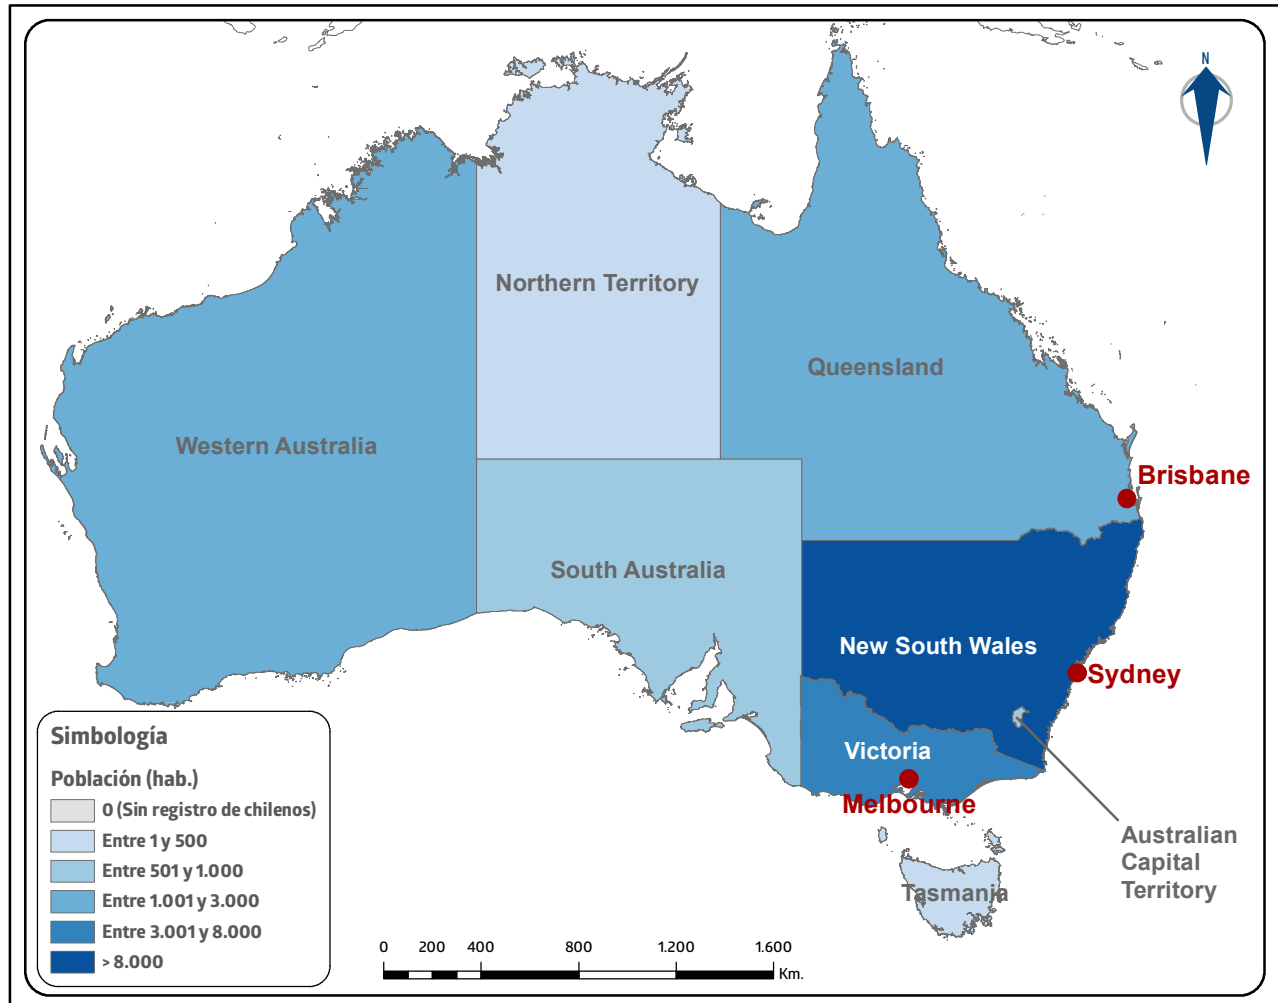 N
Northern Territory
Queensland
Western Australia
Brisbane
South Australia
New South Wales
Sydney
Victoria
Melbourne
Australian
Capital
Territory
Tasmania
Simbología
Población (hab.)
0 (Sin registro de chilenos)
Entre 1 y 500
Entre 501 y 1.000
Entre 1.001 y 3.000
Entre 3.001 y 8.000
> 8.000
0 200 400 800 1.200 1.600
Km.